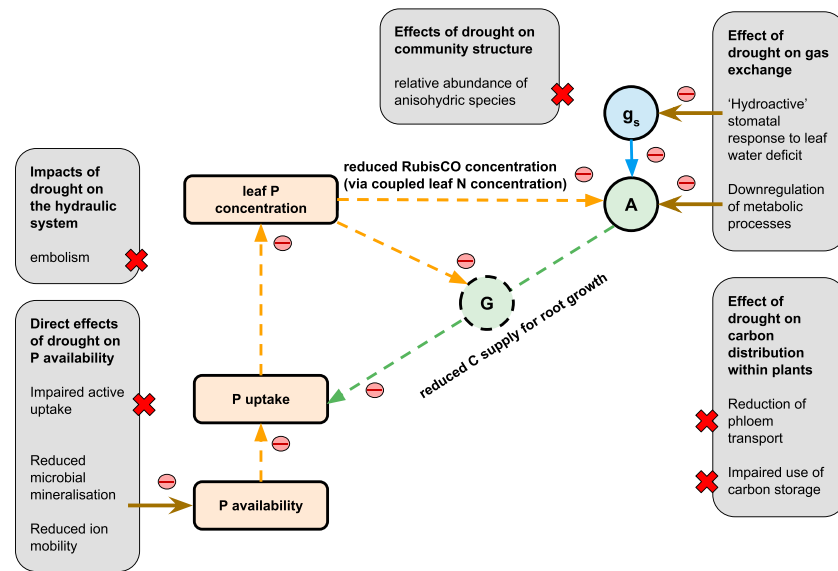 Effects of drought on
community structure
relative abundance of
anisohydric species
Effect of
drought on gas
exchange
‘Hydroactive’
stomatal
response to leaf
water deficit
Downregulation
of metabolic
processes
gs
A
Impacts of
drought on
the hydraulic
system
embolism
leaf P
concentration
reduced RubisCO concentration
(via coupled leaf N concentration)
G
reduced C supply for root growth
Direct effects
of drought on
P availability
Impaired active
uptake
Reduced
microbial
mineralisation
Reduced ion
mobility
P uptake
P availability
Effect of
drought on
carbon
distribution
within plants
Reduction of
phloem
transport
Impaired use of
carbon storage